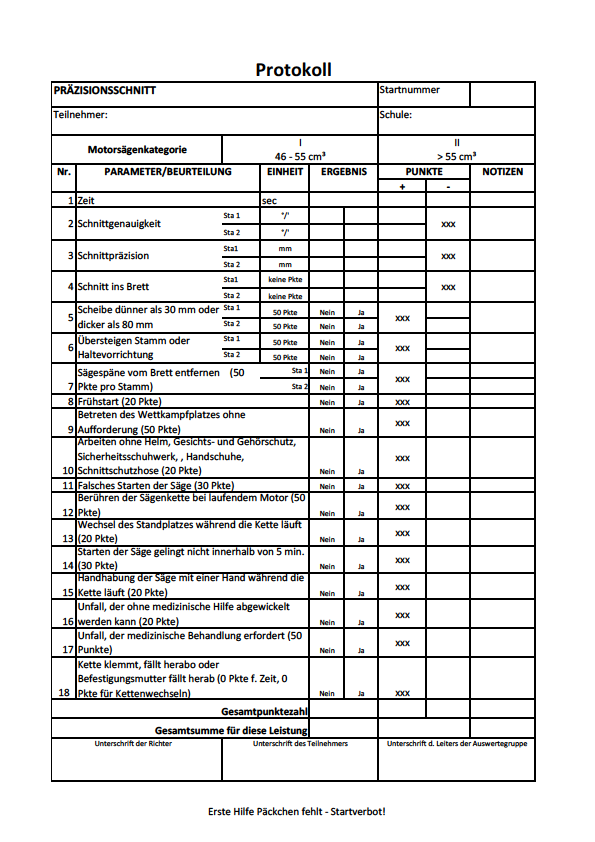 Protokoll
PRÄZISIONSSCHNITT Startnummer
Teilnehmer: Schule:
Motorsägenkategorie I II
46 - 55 cm³ > 55 cm³
Nr. PARAMETER/BEURTEILUNG EINHEIT ERGEBNIS PUNKTE NOTIZEN
+ -
1 Zeit sec
2 Schnittgenauigkeit Sta 1 °/' xxx
Sta 2 °/'
3 Schnittpräzision Sta1 mm xxx
Sta 2 mm
4 Schnitt ins Brett Sta1 keine Pkte xxx
Sta 2 keine Pkte
5 Scheibe dünner als 30 mm oder Sta 1 50 Pkte Nein Ja xxx
dicker als 80 mm Sta 2 50 Pkte Nein Ja
6 Übersteigen Stamm oder Sta 1 50 Pkte Nein Ja xxx
Haltevorrichtung Sta 2 50 Pkte Nein Ja
Sägespäne vom Brett entfernen (50 Sta 1 Nein Ja xxx
7 Pkte pro Stamm) Sta 2 Nein Ja
8 Frühstart (20 Pkte) Nein Ja xxx
Betreten des Wettkampfplatzes ohne
9 Aufforderung (50 Pkte) Nein Ja xxx
Arbeiten ohne Helm, Gesichts- und Gehörschutz,
Sicherheitsschuhwerk, , Handschuhe,
10 Schnittschutzhose (20 Pkte) Nein Ja xxx
11 Falsches Starten der Säge (30 Pkte) Nein Ja xxx
Berühren der Sägenkette bei laufendem Motor (50
12 Pkte) Nein Ja xxx
Wechsel des Standplatzes während die Kette läuft
13 (20 Pkte) Nein Ja xxx
Starten der Säge gelingt nicht innerhalb von 5 min.
14 (30 Pkte) Nein Ja xxx
Handhabung der Säge mit einer Hand während die
15 Kette läuft (20 Pkte) Nein Ja xxx
Unfall, der ohne medizinische Hilfe abgewickelt
16 werden kann (20 Pkte) Nein Ja xxx
Unfall, der medizinische Behandlung erfordert (50
17 Punkte) Nein Ja xxx
Kette klemmt, fällt herabo oder
Befestigungsmutter fällt herab (0 Pkte f. Zeit, 0
18 Pkte für Kettenwechseln) Nein Ja xxx
Gesamtpunktezahl
Gesamtsumme für diese Leistung
Unterschrift der Richter Unterschrift des Teilnehmers Unterschrift d. Leiters der Auswertegruppe
Erste Hilfe Päckchen fehlt - Startverbot!